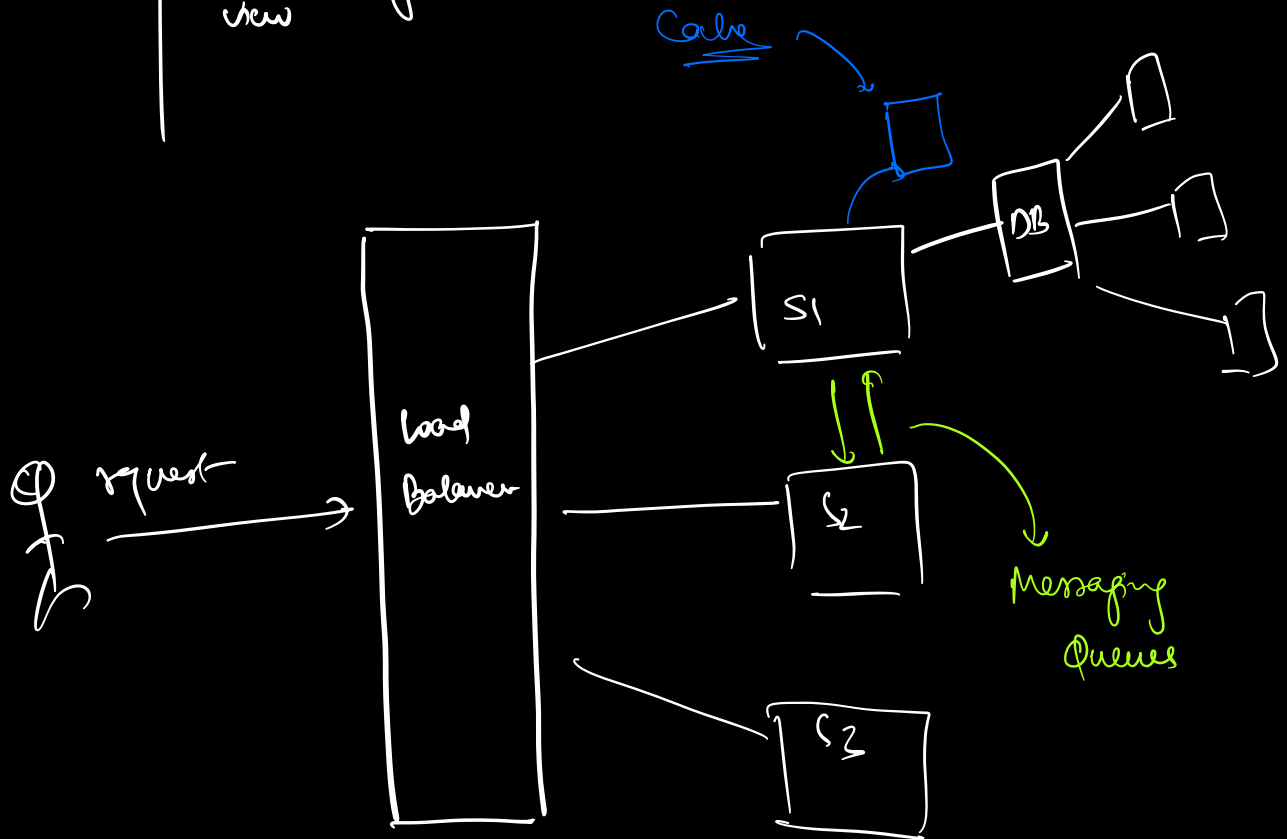 view
Cache
DB
S1
Load
Balancer
request
S2
Messaging
Queues
S3